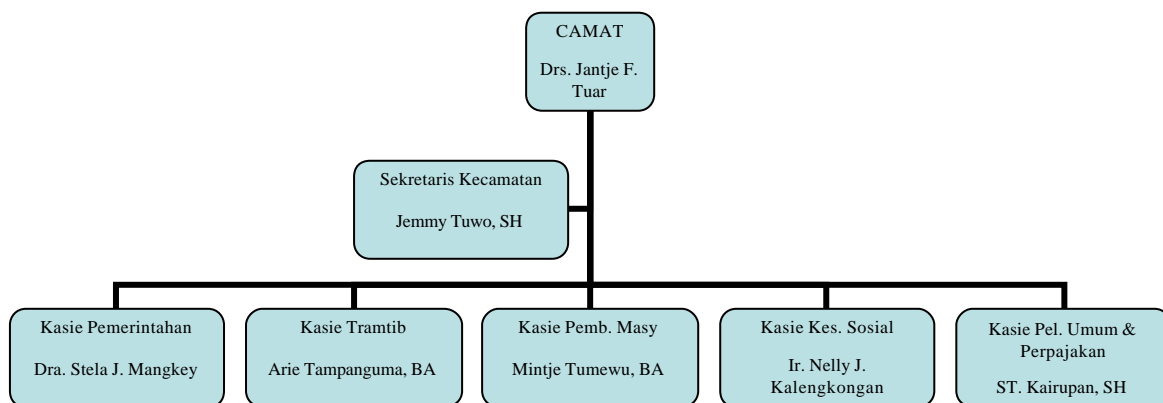 CAMAT
Drs. Jantje F.
Tuar
Sekretaris Kecamatan
Jemmy Tuwo, SH
Kasie Pemerintahan
Dra. Stela J. Mangkey
Kasie Tramtib
Arie Tampanguma, BA
Kasie Pemb. Masy
Mintje Tumewu, BA
Kasie Kes. Sosial
Ir. Nelly J.
Kalengkongan
Kasie Pel. Umum &
Perpajakan
ST. Kairupan, SH